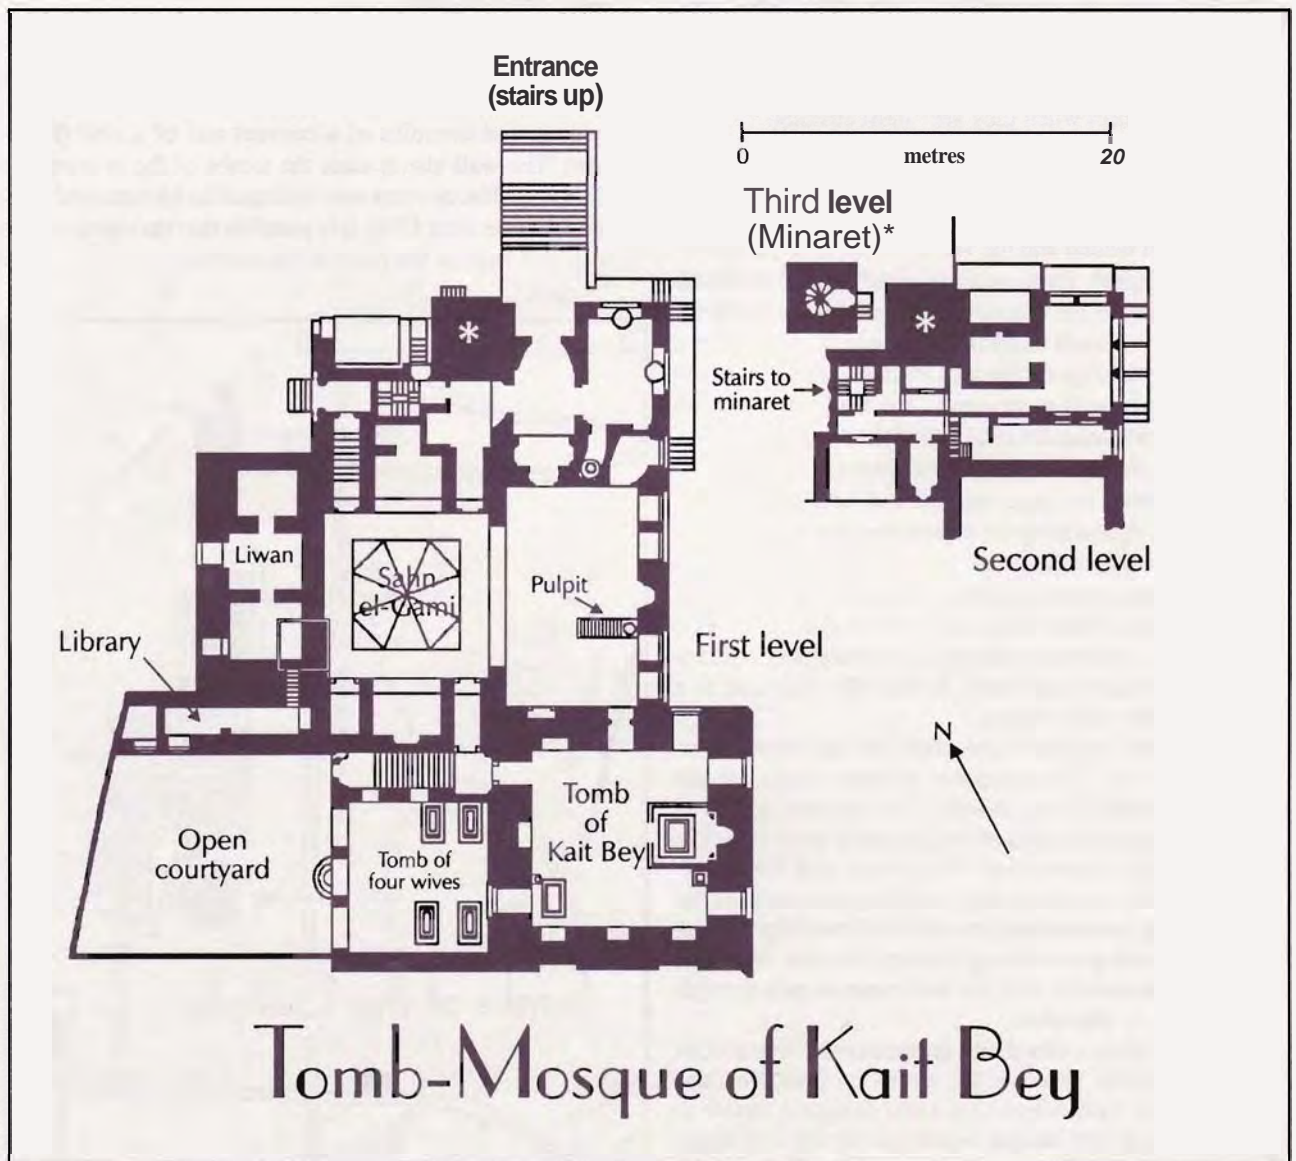 Entrance
(stairs up)
0 metres 20
Third level
(Minaret)*
*
*
Stairs to
minaret
Second level
Liwan
Sahn
el-Gami
Pulpit
Library
First level
N
Tomb
of
Kait Bey
Open
courtyard
Tomb of
four wives
Tomb-Mosque of Kait Bey